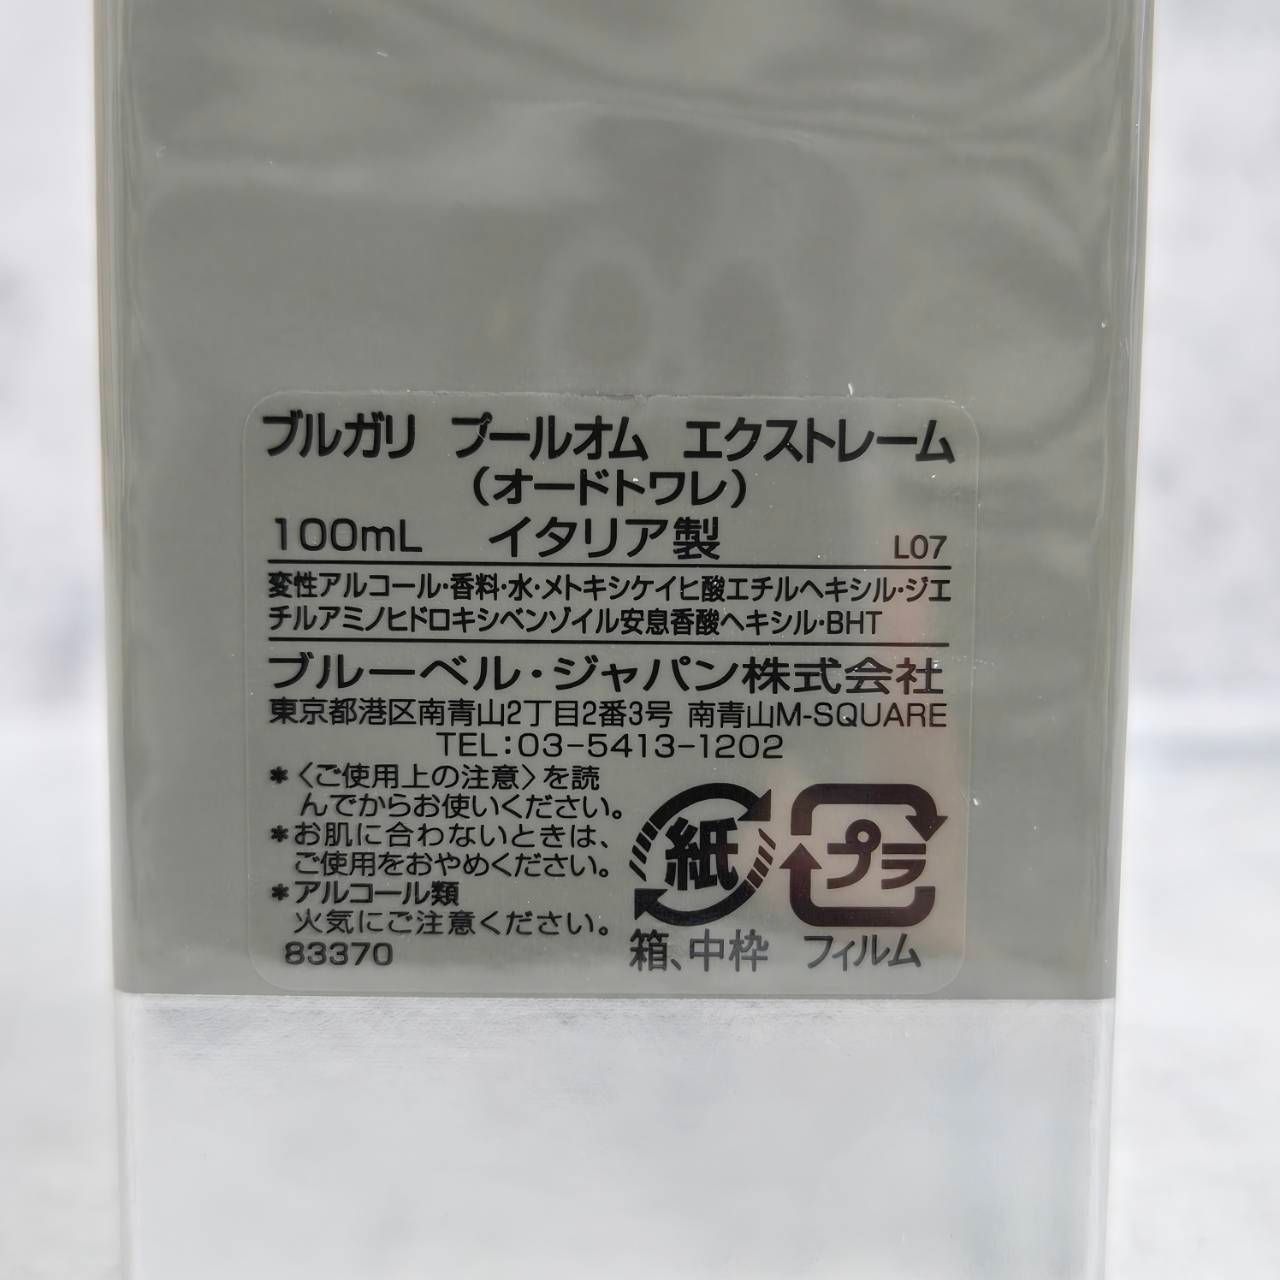 ブルガリ プールオム エクストレーム
(オードトワレ)
100mL イタリア製 L07
変性アルコール・香料・水・メトキシケイヒ酸エチルヘキシル・ジエ
チルアミノヒドロキシベンゾイル安息香酸ヘキシル・BHT
ブルーベル・ジャパン株式会社
東京都港区南青山2丁目2番3号 南青山M-SQUARE
TEL:03-5413-1202
*〈ご使用上の注意〉を読
んでからお使いください。
*お肌に合わないときは、
ご使用をおやめください。
*アルコール類
火気にご注意ください。
83370
紙
箱、中枠
プラ
フィルム